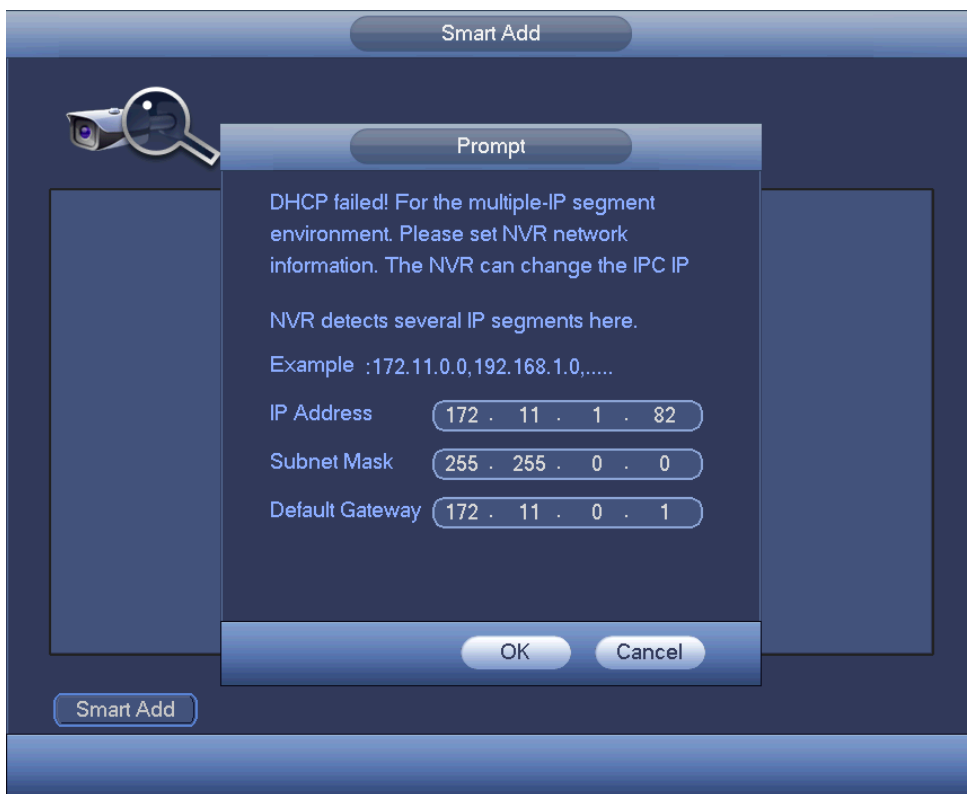 Smart Add
Prompt
DHCP failed! For the multiple-IP segment
environment. Please set NVR network
information. The NVR can change the IPC IP
NVR detects several IP segments here.
Example :172.11.0.0,192.168.1.0,.....
IP Address 172 . 11 . 1 . 82
Subnet Mask 255 . 255 . 0 . 0
Default Gateway 172 . 11 . 0 . 1
OK Cancel
Smart Add